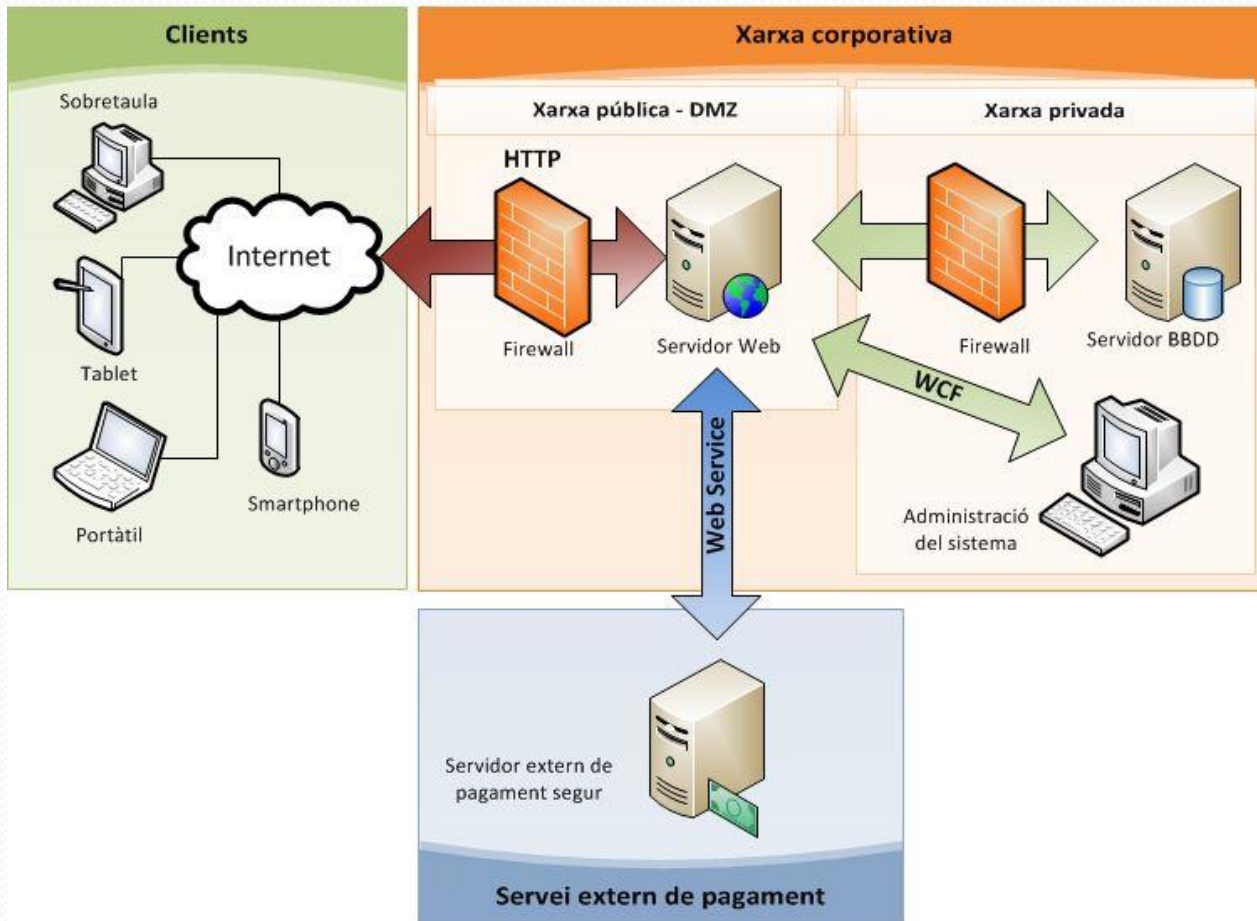 Clients
Sobretaula
Internet
Tablet
Portàtil
Smartphone
Xarxa corporativa
Xarxa pública - DMZ
HTTP
Firewall
Servidor Web
Xarxa privada
Firewall
Servidor BBDD
WCF
Administració
del sistema
Web Service
Servidor extern de
pagament segur
Servei extern de pagament